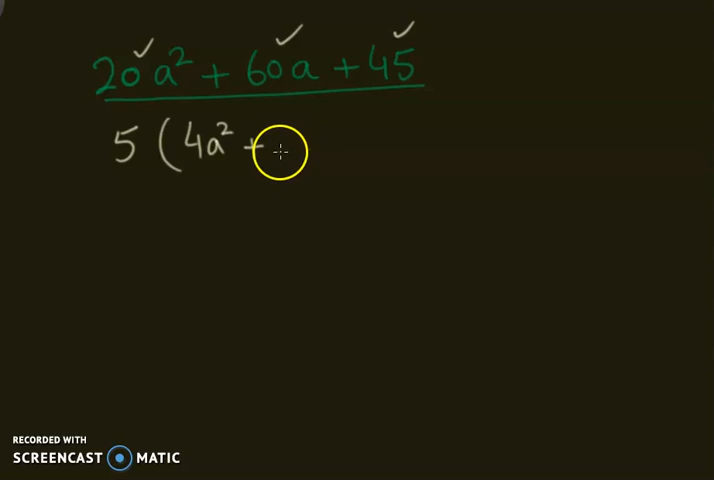 20a² + 60a + 45
5 (4a² +
RECORDED WITH
SCREENCAST MATIC